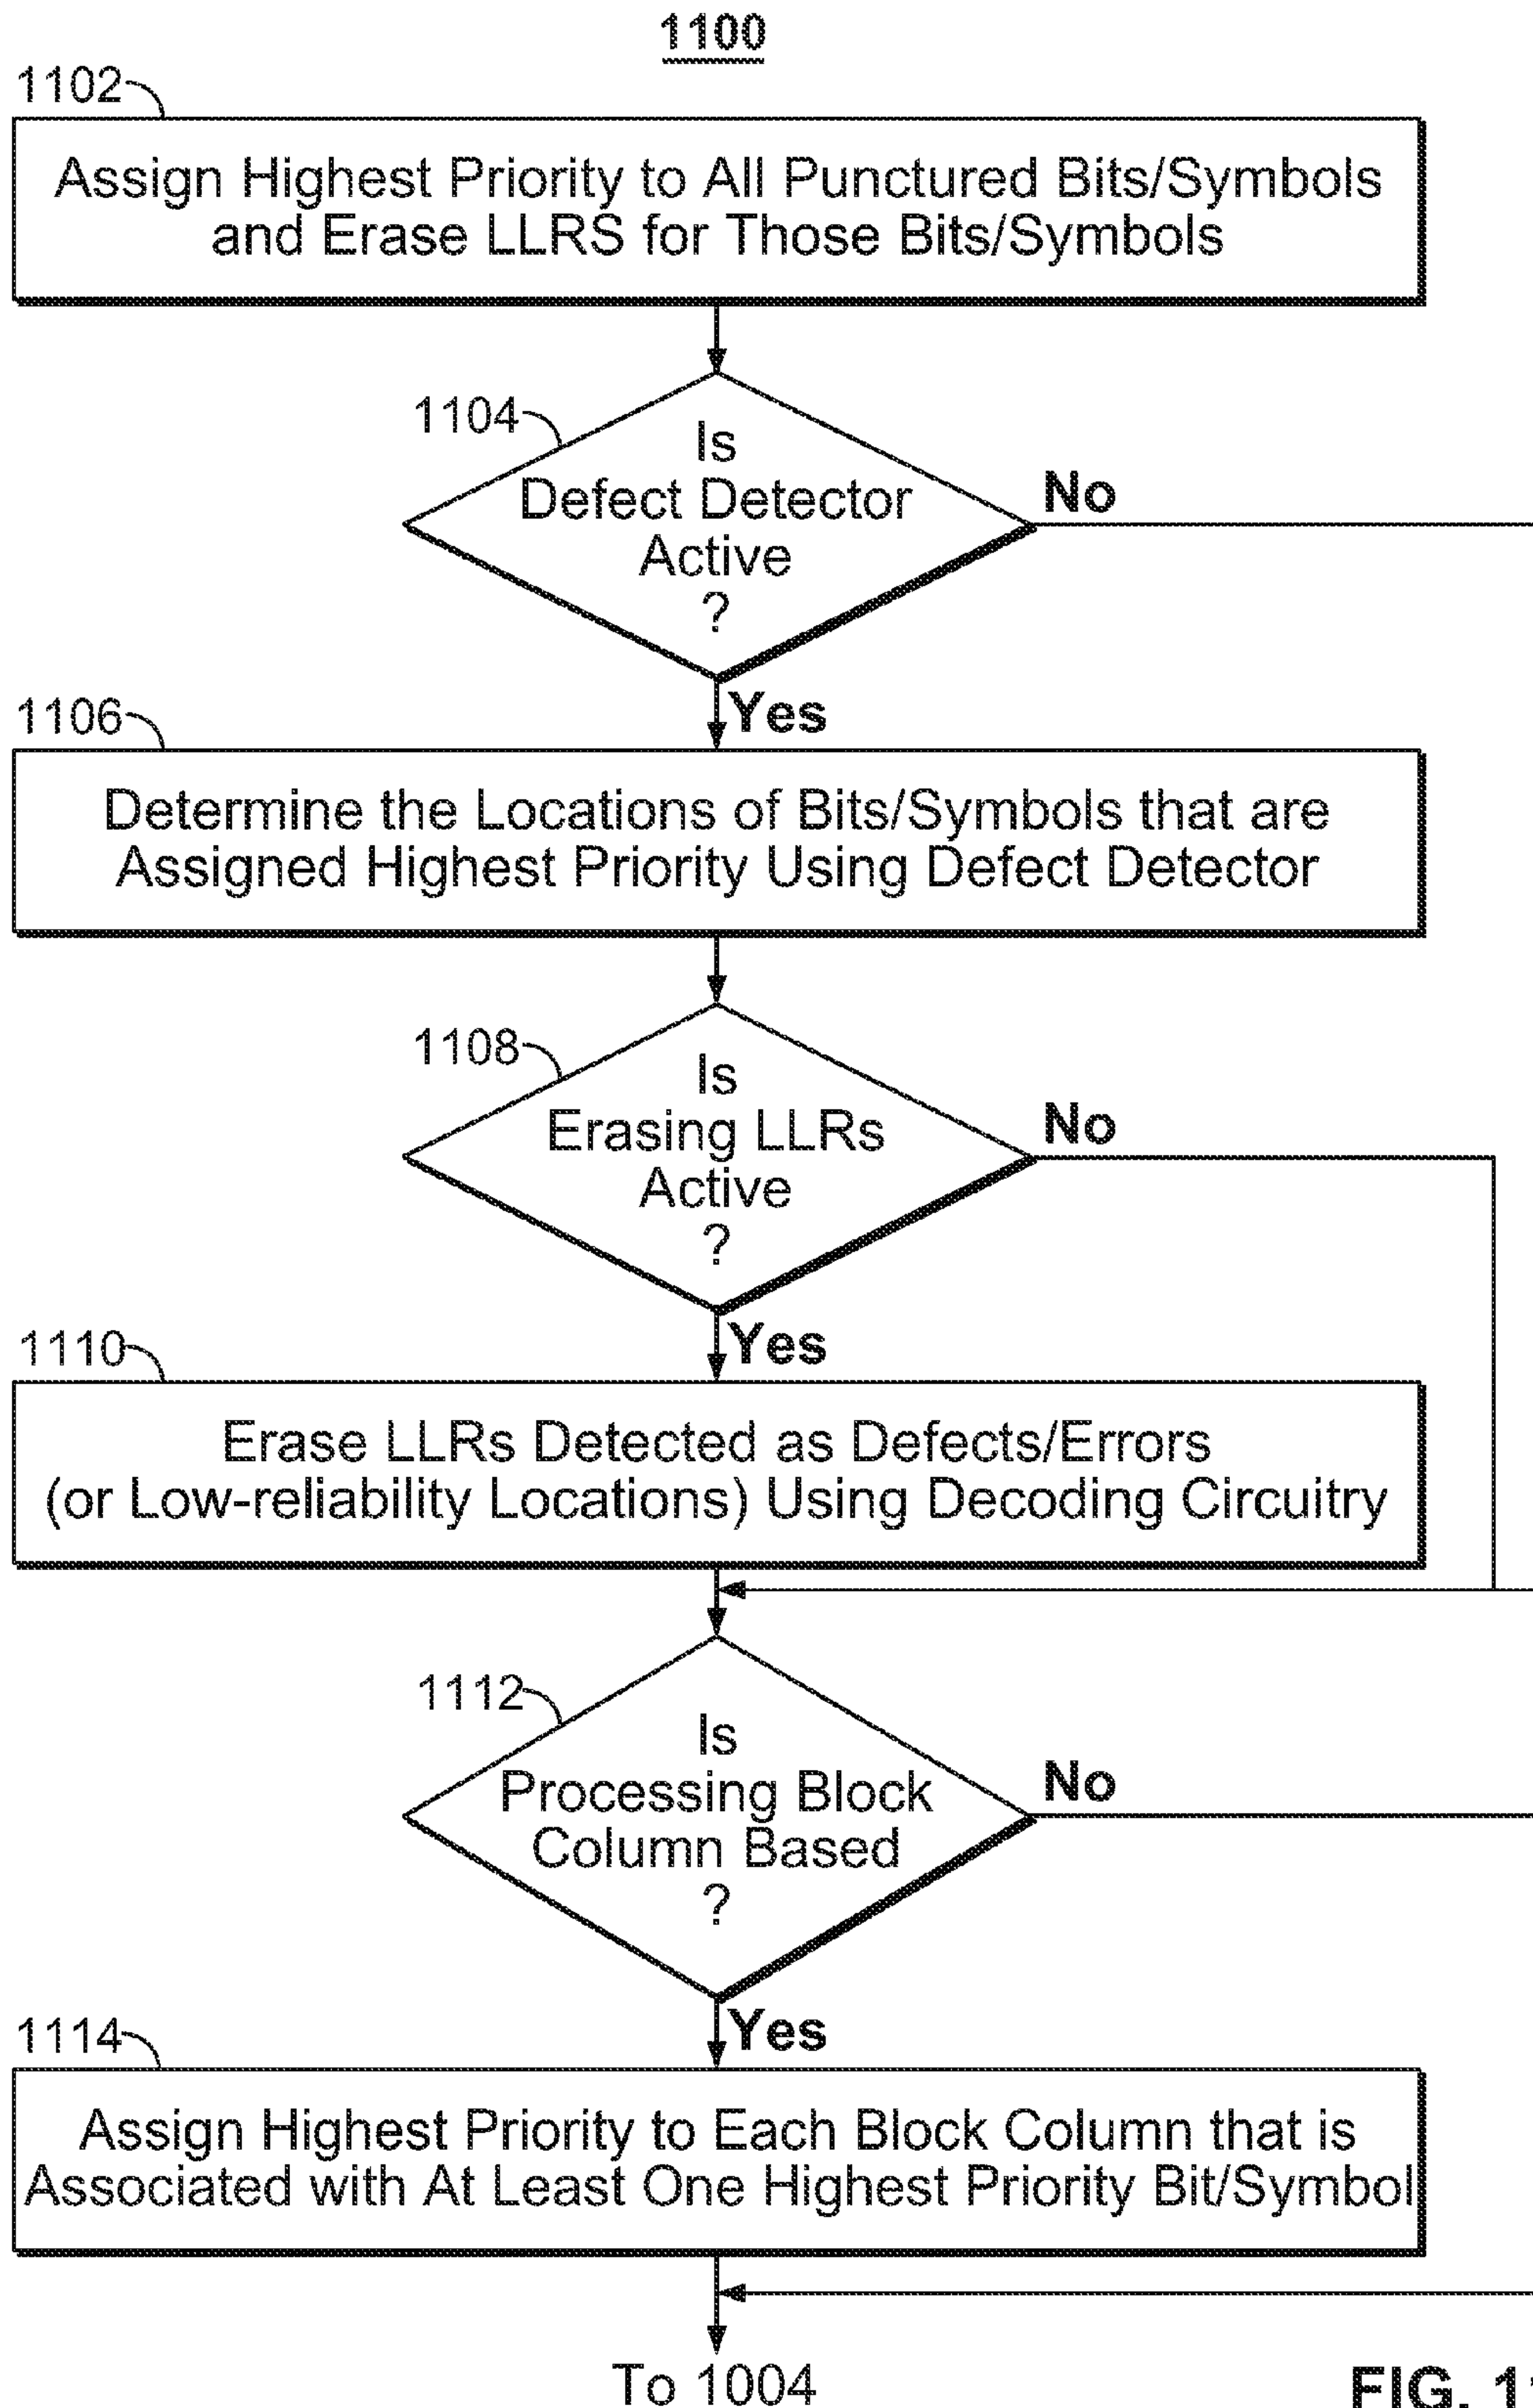 1100
1102
Assign Highest Priority to All Punctured Bits/Symbols
and Erase LLRS for Those Bits/Symbols
1104
Is
Defect Detector
Active
?
No
Yes
1106
Determine the Locations of Bits/Symbols that are
Assigned Highest Priority Using Defect Detector
1108
Is
Erasing LLRs
Active
?
No
Yes
1110
Erase LLRs Detected as Defects/Errors
(or Low-reliability Locations) Using Decoding Circuitry
1112
Is
Processing Block
Column Based
?
No
Yes
1114
Assign Highest Priority to Each Block Column that is
Associated with At Least One Highest Priority Bit/Symbol
To 1004
FIG. 11